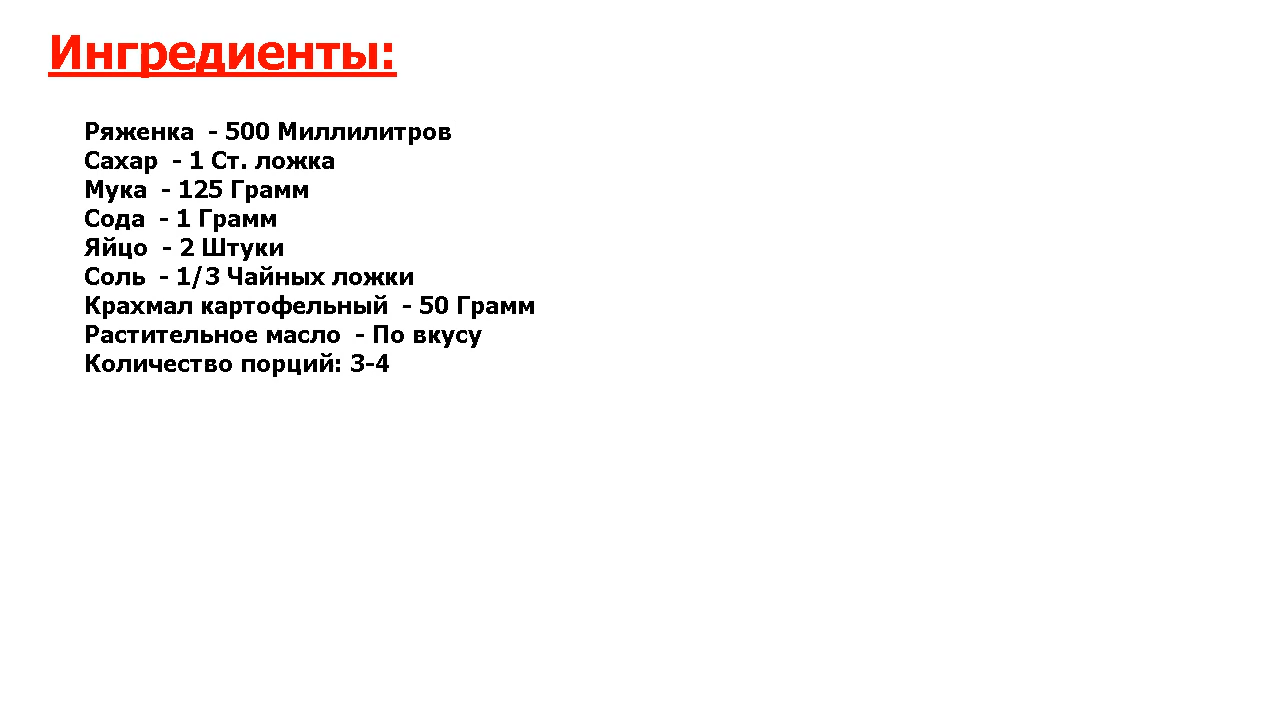 Ингредиенты:
Ряженка  - 500 Миллилитров
Сахар  - 1 Ст. ложка
Мука  - 125 Грамм
Сода  - 1 Грамм
Яйцо  - 2 Штуки
Соль  - 1/3 Чайных ложки
Крахмал картофельный  - 50 Грамм
Растительное масло  - По вкусу
Количество порций: 3-4